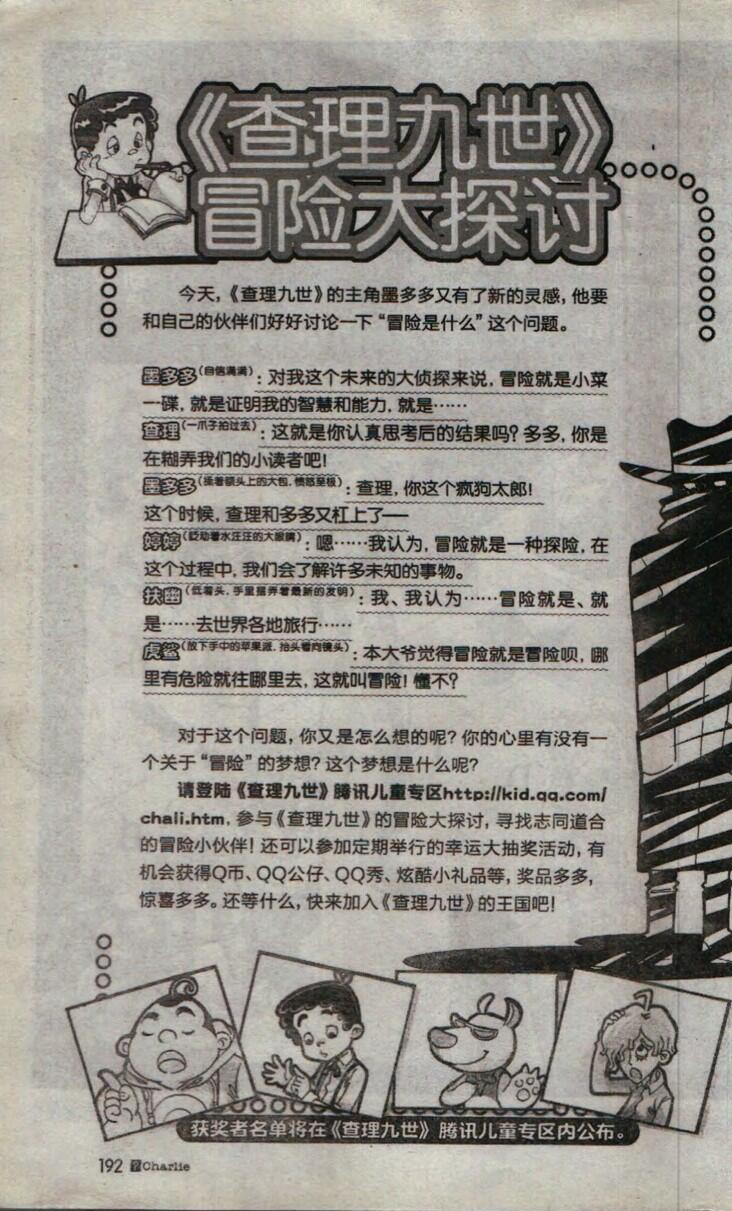 《查理九世》
冒险大探讨
今天，《查理九世》的主角墨多多又有了新的灵感，他要
和自己的伙伴们好好讨论一下“冒险是什么”这个问题。
墨多多（自信满满）：对我这个未来的大侦探来说，冒险就是小菜
一碟，就是证明我的智慧和能力，就是……
查理（一爪子拍过去）：这就是你认真思考后的结果吗？多多，你是
在糊弄我们的小读者吧！
墨多多（揉着额头上的大包，愤怒至极）：查理，你这个疯狗太郎！
这个时候，查理和多多又杠上了——
婷婷（眨动着水汪汪的大眼睛）：嗯……我认为，冒险就是一种探险，在
这个过程中，我们会了解许多未知的事物。
扶幽（低着头，手里摆弄着最新的发明）：我、我认为……冒险就是、就
是……去世界各地旅行……
虎鲨（放下手中的苹果派，抬头看向镜头）：本大爷觉得冒险就是冒险呗，哪
里有危险就往哪里去，这就叫冒险！懂不？
对于这个问题，你又是怎么想的呢？你的心里有没有一
个关于“冒险”的梦想？这个梦想是什么呢？
请登陆《查理九世》腾讯儿童专区http://kid.qq.com/
chali.htm，参与《查理九世》的冒险大探讨，寻找志同道合
的冒险小伙伴！还可以参加定期举行的幸运大抽奖活动，有
机会获得Q币、QQ公仔、QQ秀、炫酷小礼品等，奖品多多，
惊喜多多。还等什么，快来加入《查理九世》的王国吧！
获奖者名单将在《查理九世》腾讯儿童专区内公布。
192 Charlie